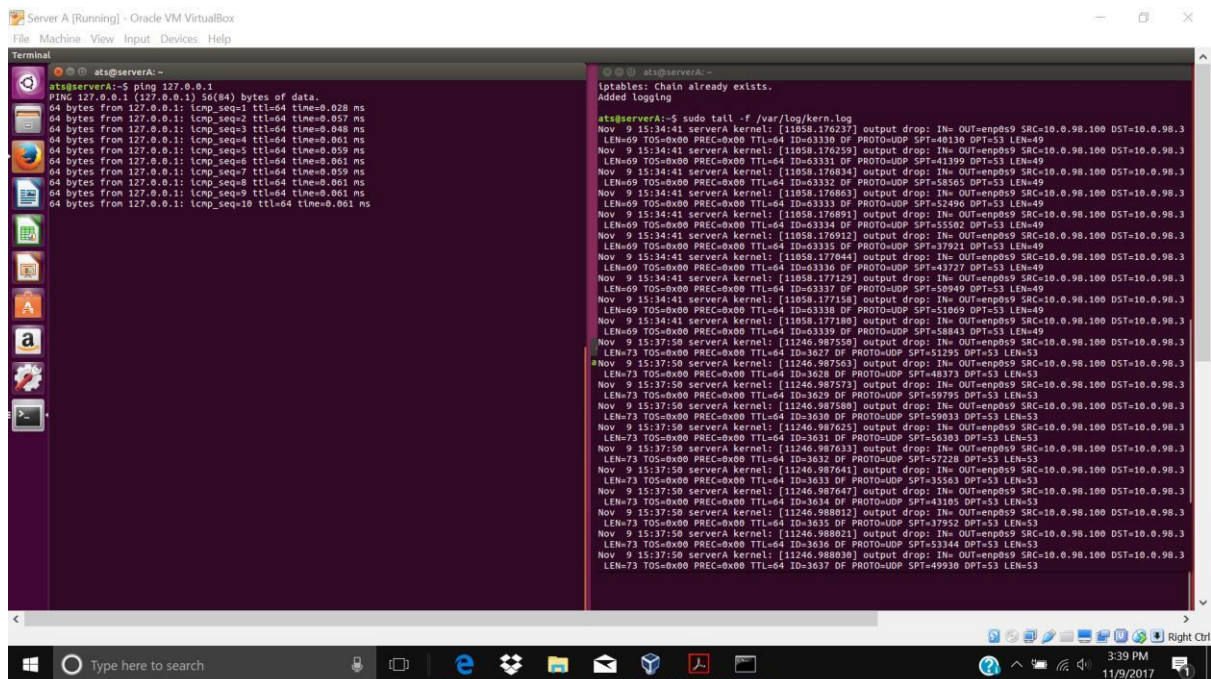 Server A [Running] - Oracle VM VirtualBox
File Machine View Input Devices Help
Terminal
ats@serverA: ~
ats@serverA:~$ ping 127.0.0.1
PING 127.0.0.1 (127.0.0.1) 56(84) bytes of data.
64 bytes from 127.0.0.1: icmp_seq=1 ttl=64 time=0.028 ms
64 bytes from 127.0.0.1: icmp_seq=2 ttl=64 time=0.057 ms
64 bytes from 127.0.0.1: icmp_seq=3 ttl=64 time=0.048 ms
64 bytes from 127.0.0.1: icmp_seq=4 ttl=64 time=0.061 ms
64 bytes from 127.0.0.1: icmp_seq=5 ttl=64 time=0.059 ms
64 bytes from 127.0.0.1: icmp_seq=6 ttl=64 time=0.061 ms
64 bytes from 127.0.0.1: icmp_seq=7 ttl=64 time=0.059 ms
64 bytes from 127.0.0.1: icmp_seq=8 ttl=64 time=0.061 ms
64 bytes from 127.0.0.1: icmp_seq=9 ttl=64 time=0.061 ms
64 bytes from 127.0.0.1: icmp_seq=10 ttl=64 time=0.061 ms
ats@serverA: ~
iptables: Chain already exists.
Added logging
ats@serverA:~$ sudo tail -f /var/log/kern.log
Nov 9 15:34:41 serverA kernel: [11058.176237] output drop: IN= OUT=enp0s9 SRC=10.0.98.100 DST=10.0.98.3
LEN=69 TOS=0x00 PREC=0x00 TTL=64 ID=63330 DF PROTO=UDP SPT=40130 DPT=53 LEN=49
Nov 9 15:34:41 serverA kernel: [11058.176259] output drop: IN= OUT=enp0s9 SRC=10.0.98.100 DST=10.0.98.3
LEN=69 TOS=0x00 PREC=0x00 TTL=64 ID=63331 DF PROTO=UDP SPT=41399 DPT=53 LEN=49
Nov 9 15:34:41 serverA kernel: [11058.176834] output drop: IN= OUT=enp0s9 SRC=10.0.98.100 DST=10.0.98.3
LEN=69 TOS=0x00 PREC=0x00 TTL=64 ID=63332 DF PROTO=UDP SPT=58565 DPT=53 LEN=49
Nov 9 15:34:41 serverA kernel: [11058.176863] output drop: IN= OUT=enp0s9 SRC=10.0.98.100 DST=10.0.98.3
LEN=69 TOS=0x00 PREC=0x00 TTL=64 ID=63333 DF PROTO=UDP SPT=52496 DPT=53 LEN=49
Nov 9 15:34:41 serverA kernel: [11058.176891] output drop: IN= OUT=enp0s9 SRC=10.0.98.100 DST=10.0.98.3
LEN=69 TOS=0x00 PREC=0x00 TTL=64 ID=63334 DF PROTO=UDP SPT=55502 DPT=53 LEN=49
Nov 9 15:34:41 serverA kernel: [11058.176912] output drop: IN= OUT=enp0s9 SRC=10.0.98.100 DST=10.0.98.3
LEN=69 TOS=0x00 PREC=0x00 TTL=64 ID=63335 DF PROTO=UDP SPT=37921 DPT=53 LEN=49
Nov 9 15:34:41 serverA kernel: [11058.177044] output drop: IN= OUT=enp0s9 SRC=10.0.98.100 DST=10.0.98.3
LEN=69 TOS=0x00 PREC=0x00 TTL=64 ID=63336 DF PROTO=UDP SPT=43727 DPT=53 LEN=49
Nov 9 15:34:41 serverA kernel: [11058.177129] output drop: IN= OUT=enp0s9 SRC=10.0.98.100 DST=10.0.98.3
LEN=69 TOS=0x00 PREC=0x00 TTL=64 ID=63337 DF PROTO=UDP SPT=50949 DPT=53 LEN=49
Nov 9 15:34:41 serverA kernel: [11058.177158] output drop: IN= OUT=enp0s9 SRC=10.0.98.100 DST=10.0.98.3
LEN=69 TOS=0x00 PREC=0x00 TTL=64 ID=63338 DF PROTO=UDP SPT=51069 DPT=53 LEN=49
Nov 9 15:34:41 serverA kernel: [11058.177180] output drop: IN= OUT=enp0s9 SRC=10.0.98.100 DST=10.0.98.3
LEN=69 TOS=0x00 PREC=0x00 TTL=64 ID=63339 DF PROTO=UDP SPT=58843 DPT=53 LEN=49
Nov 9 15:37:50 serverA kernel: [11246.987550] output drop: IN= OUT=enp0s9 SRC=10.0.98.100 DST=10.0.98.3
LEN=73 TOS=0x00 PREC=0x00 TTL=64 ID=3627 DF PROTO=UDP SPT=51295 DPT=53 LEN=53
Nov 9 15:37:50 serverA kernel: [11246.987563] output drop: IN= OUT=enp0s9 SRC=10.0.98.100 DST=10.0.98.3
LEN=73 TOS=0x00 PREC=0x00 TTL=64 ID=3628 DF PROTO=UDP SPT=48373 DPT=53 LEN=53
Nov 9 15:37:50 serverA kernel: [11246.987573] output drop: IN= OUT=enp0s9 SRC=10.0.98.100 DST=10.0.98.3
LEN=73 TOS=0x00 PREC=0x00 TTL=64 ID=3629 DF PROTO=UDP SPT=59795 DPT=53 LEN=53
Nov 9 15:37:50 serverA kernel: [11246.987580] output drop: IN= OUT=enp0s9 SRC=10.0.98.100 DST=10.0.98.3
LEN=73 TOS=0x00 PREC=0x00 TTL=64 ID=3630 DF PROTO=UDP SPT=59033 DPT=53 LEN=53
Nov 9 15:37:50 serverA kernel: [11246.987625] output drop: IN= OUT=enp0s9 SRC=10.0.98.100 DST=10.0.98.3
LEN=73 TOS=0x00 PREC=0x00 TTL=64 ID=3631 DF PROTO=UDP SPT=56303 DPT=53 LEN=53
Nov 9 15:37:50 serverA kernel: [11246.987633] output drop: IN= OUT=enp0s9 SRC=10.0.98.100 DST=10.0.98.3
LEN=73 TOS=0x00 PREC=0x00 TTL=64 ID=3632 DF PROTO=UDP SPT=57228 DPT=53 LEN=53
Nov 9 15:37:50 serverA kernel: [11246.987641] output drop: IN= OUT=enp0s9 SRC=10.0.98.100 DST=10.0.98.3
LEN=73 TOS=0x00 PREC=0x00 TTL=64 ID=3633 DF PROTO=UDP SPT=35563 DPT=53 LEN=53
Nov 9 15:37:50 serverA kernel: [11246.987647] output drop: IN= OUT=enp0s9 SRC=10.0.98.100 DST=10.0.98.3
LEN=73 TOS=0x00 PREC=0x00 TTL=64 ID=3634 DF PROTO=UDP SPT=43105 DPT=53 LEN=53
Nov 9 15:37:50 serverA kernel: [11246.988012] output drop: IN= OUT=enp0s9 SRC=10.0.98.100 DST=10.0.98.3
LEN=73 TOS=0x00 PREC=0x00 TTL=64 ID=3635 DF PROTO=UDP SPT=37952 DPT=53 LEN=53
Nov 9 15:37:50 serverA kernel: [11246.988021] output drop: IN= OUT=enp0s9 SRC=10.0.98.100 DST=10.0.98.3
LEN=73 TOS=0x00 PREC=0x00 TTL=64 ID=3636 DF PROTO=UDP SPT=53344 DPT=53 LEN=53
Nov 9 15:37:50 serverA kernel: [11246.988030] output drop: IN= OUT=enp0s9 SRC=10.0.98.100 DST=10.0.98.3
LEN=73 TOS=0x00 PREC=0x00 TTL=64 ID=3637 DF PROTO=UDP SPT=49930 DPT=53 LEN=53
Right Ctrl
Type here to search
3:39 PM
11/9/2017